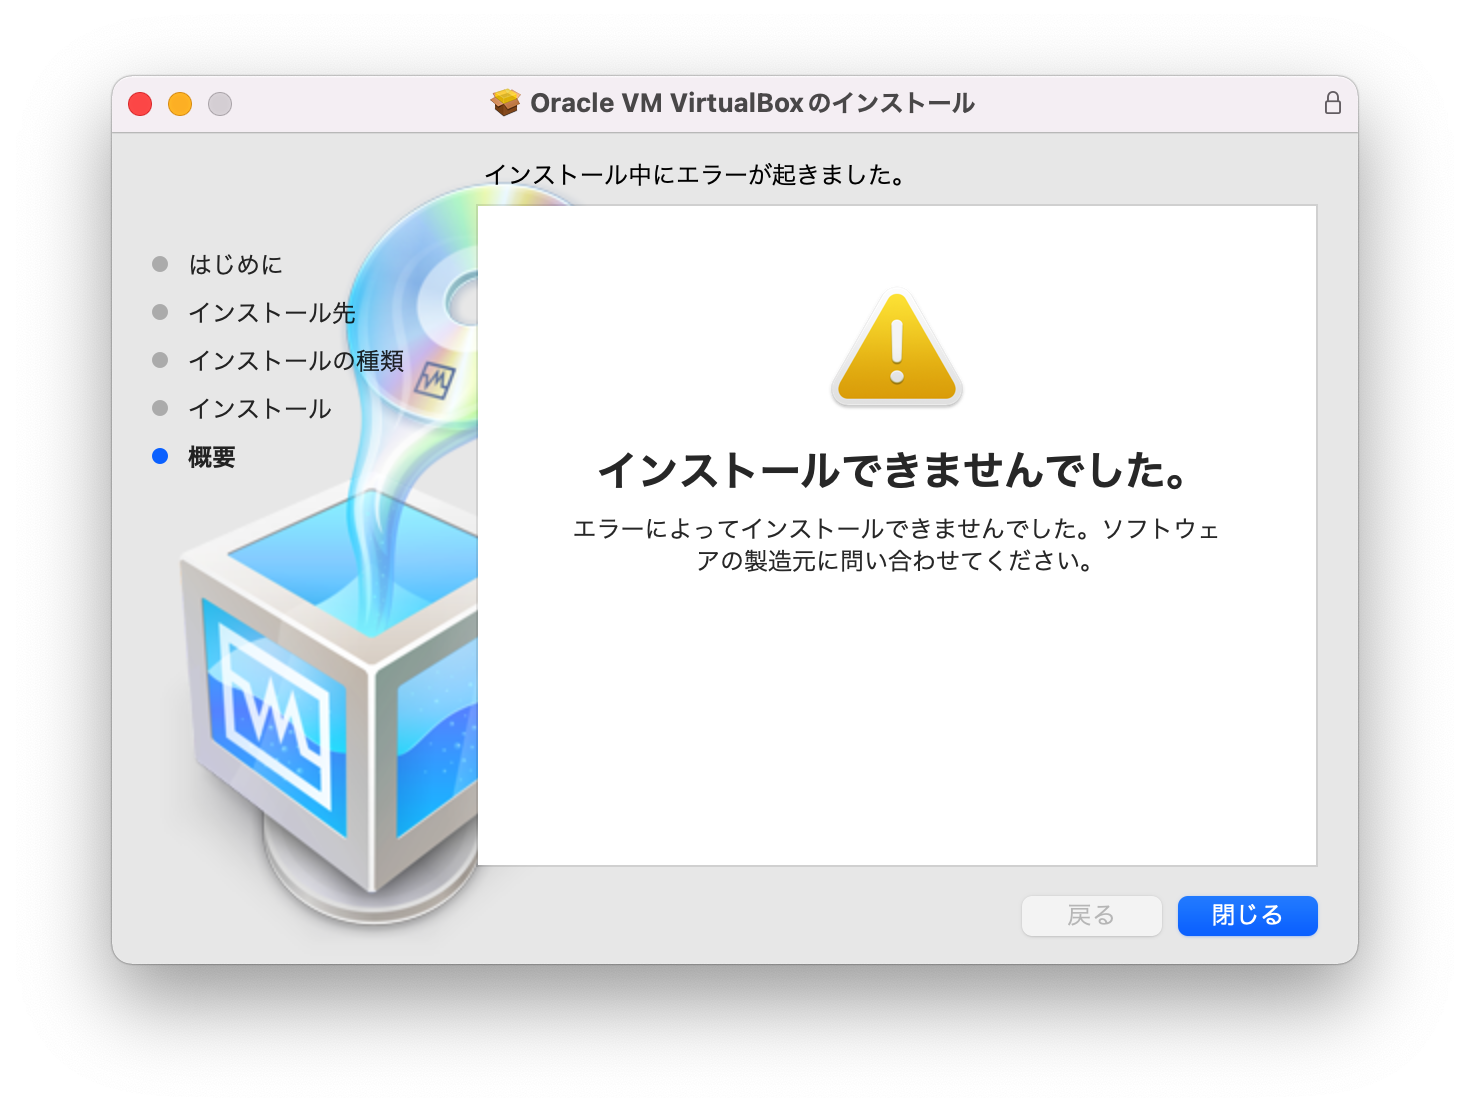 Oracle VM VirtualBoxのインストール
インストール中にエラーが起きました。
はじめに
インストール先
インストールの種類
インストール
概要
インストールできませんでした。
エラーによってインストールできませんでした。ソフトウェ
アの製造元に問い合わせてください。
戻る
閉じる